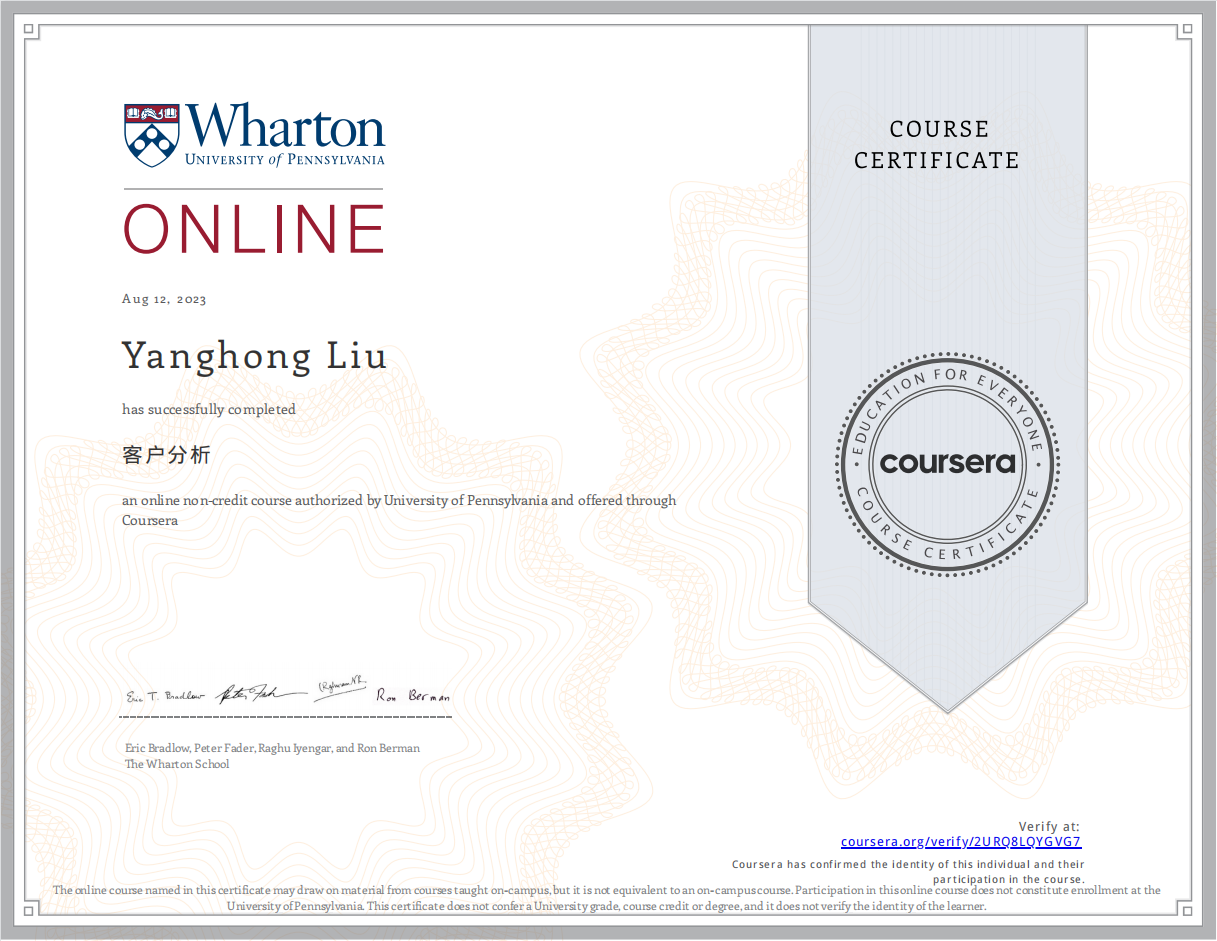 Wharton
UNIVERSITY of PENNSYLVANIA
ONLINE
Aug 12, 2023
Yanghong Liu
has successfully completed
客户分析
an online non-credit course authorized by University of Pennsylvania and offered through
Coursera
Eric T. Bradlow Peter Fader Ron Berman
Eric Bradlow, Peter Fader, Raghu Iyengar, and Ron Berman
The Wharton School
COURSE
CERTIFICATE
EDUCATION FOR EVERYONE
coursera
COURSE CERTIFICATE
Verify at:
coursera.org/verify/2URQ8LQYGVG7
Coursera has confirmed the identity of this individual and their
participation in the course.
The online course named in this certificate may draw on material from courses taught on-campus, but it is not equivalent to an on-campus course. Participation in this online course does not constitute enrollment at the
University of Pennsylvania. This certificate does not confer a University grade, course credit or degree, and it does not verify the identity of the learner.